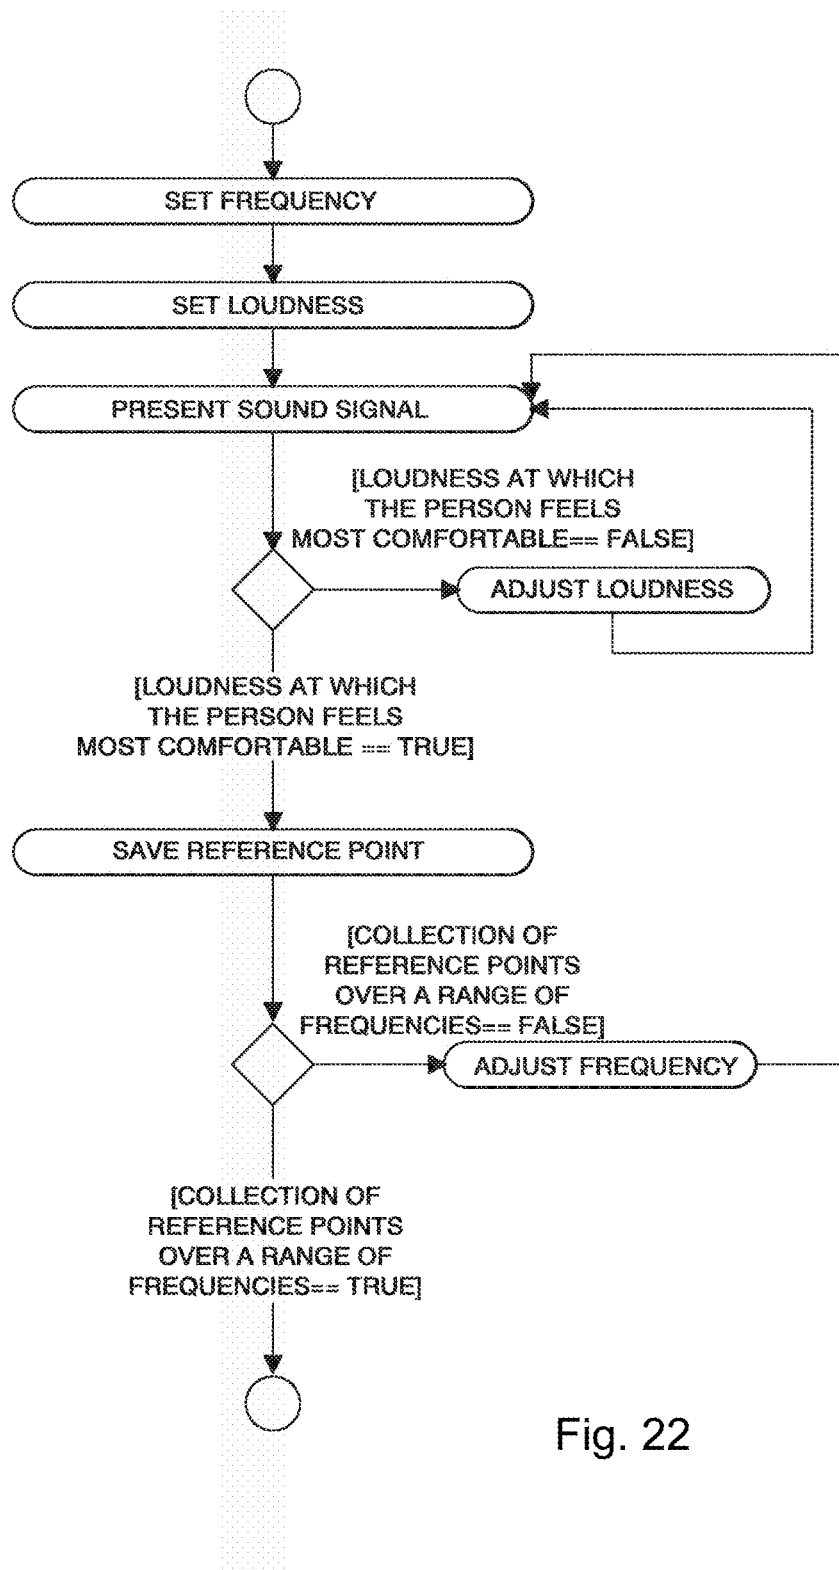 SET FREQUENCY
SET LOUDNESS
PRESENT SOUND SIGNAL
[LOUDNESS AT WHICH
THE PERSON FEELS
MOST COMFORTABLE== FALSE]
ADJUST LOUDNESS
[LOUDNESS AT WHICH
THE PERSON FEELS
MOST COMFORTABLE == TRUE]
SAVE REFERENCE POINT
[COLLECTION OF
REFERENCE POINTS
OVER A RANGE OF
FREQUENCIES== FALSE]
ADJUST FREQUENCY
[COLLECTION OF
REFERENCE POINTS
OVER A RANGE OF
FREQUENCIES== TRUE]
Fig. 22